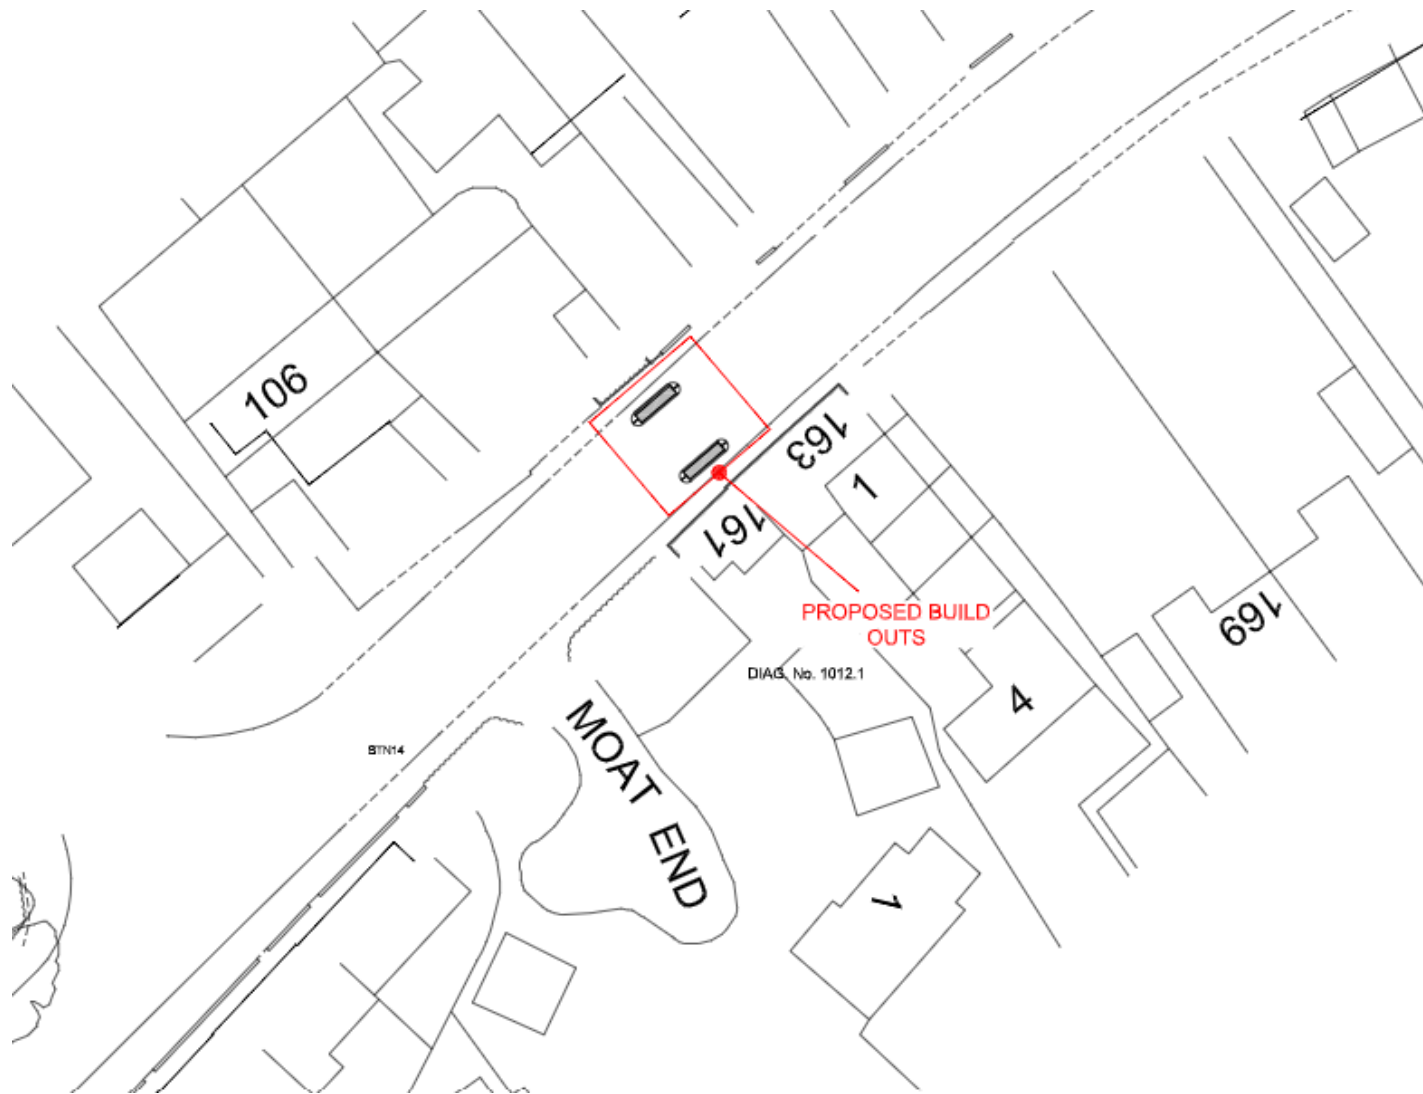 106
163
1
161
PROPOSED BUILD
OUTS
169
DIAG. No. 1012.1
4
BTN14
MOAT END
1